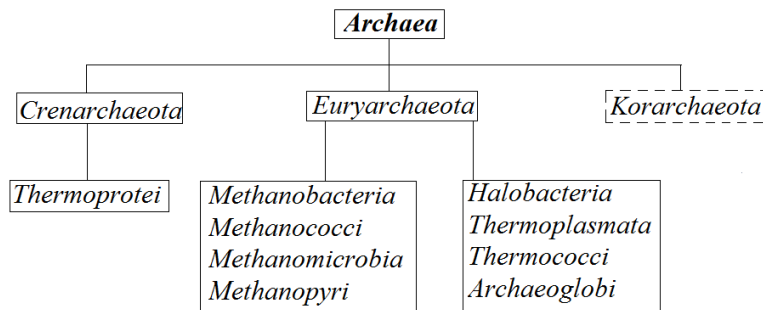 Archaea
Crenarchaeota
Euryarchaeota
Korarchaeota
Thermoprotei
Methanobacteria
Methanococci
Methanomicrobia
Methanopyri
Halobacteria
Thermoplasmata
Thermococci
Archaeoglobi